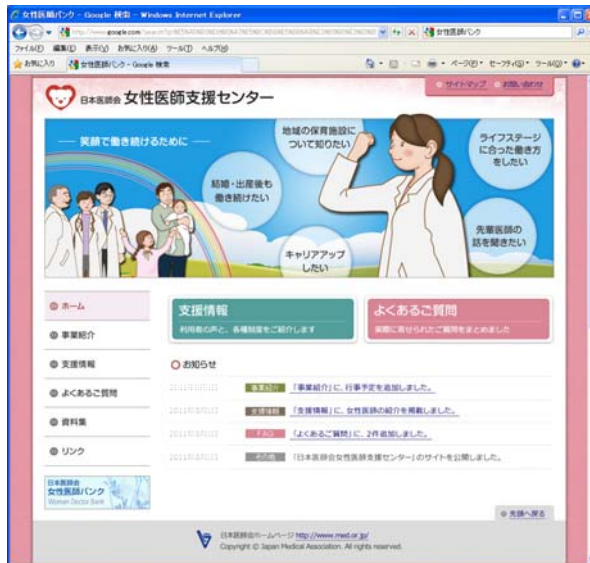 女性医師バンク - Google 検索 - Windows Internet Explorer
女性医師バンク
ファイル(F) 編集(E) 表示(V) お気に入り(A) ツール(T) ヘルプ(H)
お気に入り 女性医師バンク - Google 検索
ページ(P) セーフティ(S) ツール(O)
サイトマップ お問い合わせ
日本医師会 女性医師支援センター
笑顔で働き続けるために
地域の保育施設に
ついて知りたい
ライフステージ
に合った働き方
をしたい
結婚・出産後も
働き続けたい
先輩医師の
話を聞きたい
キャリアアップ
したい
ホーム
事業紹介
支援情報
よくあるご質問
資料集
リンク
日本医師会
女性医師バンク
Woman Doctor Bank
支援情報
利用者の声と、各種制度をご紹介します
よくあるご質問
実際に寄せられたご質問をまとめました
お知らせ
事業紹介 「事業紹介」に、行事予定を追加しました。
支援情報 「支援情報」に、女性医師の紹介を掲載しました。
FAQ 「よくあるご質問」に、2件追加しました。
その他 「日本医師会女性医師支援センター」のサイトを公開しました。
先頭へ戻る
日本医師会ホームページ http://www.med.or.jp/
Copyright © Japan Medical Association. All rights reserved.